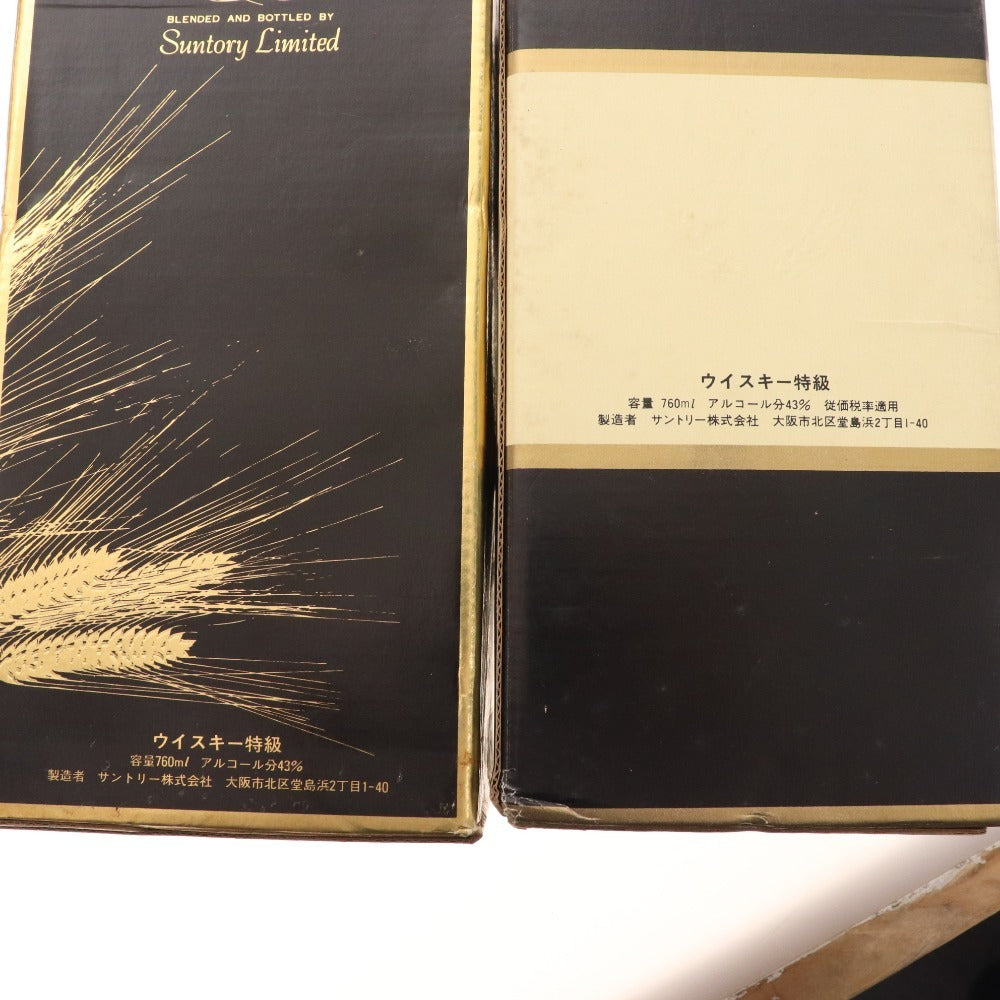 BLENDED AND BOTTLED BY
Suntory Limited
ウイスキー特級
容量760ml アルコール分43%
製造者 サントリー株式会社 大阪市北区堂島浜2丁目1-40
ウイスキー特級
容量 760ml アルコール分43% 従価税率適用
製造者 サントリー株式会社 大阪市北区堂島浜2丁目1-40